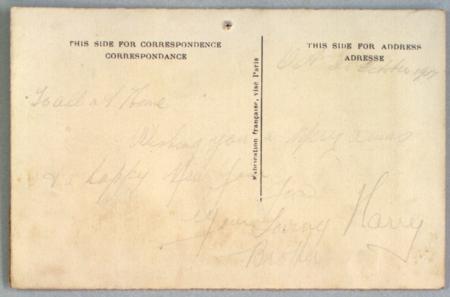 THIS SIDE FOR CORRESPONDENCE
CORRESPONDANCE
THIS SIDE FOR ADDRESS
ADRESSE
Fabrication française, visé Paris
October
To all at Home
Wishing you a Merry Xmas
& a happy New Year
Your loving
Harry
Brother